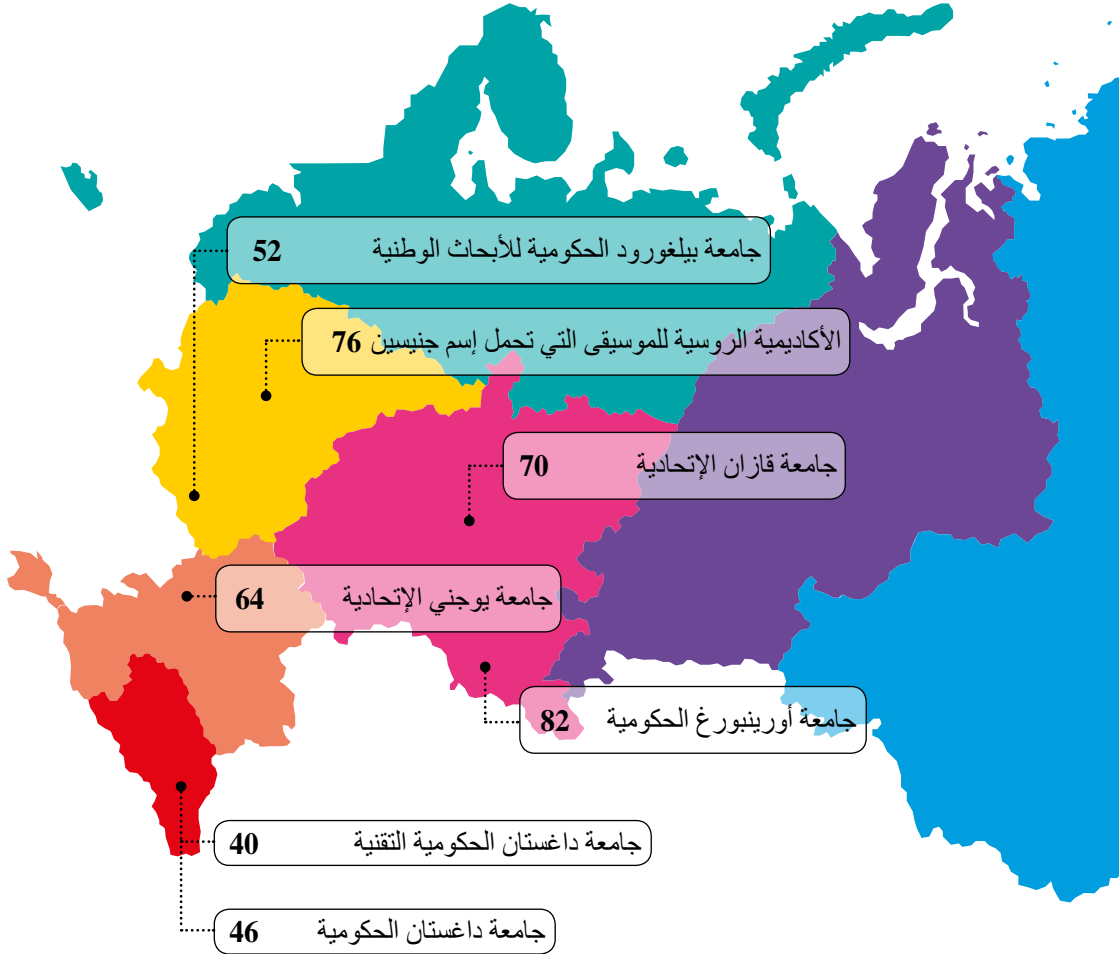 جامعة بيلغورود الحكومية للأبحاث الوطنية 52
الأكاديمية الروسية للموسيقى التي تحمل إسم جنيسين 76
جامعة قازان الإتحادية 70
جامعة يوجني الإتحادية 64
جامعة أورينبورغ الحكومية 82
جامعة داغستان الحكومية التقنية 40
جامعة داغستان الحكومية 46